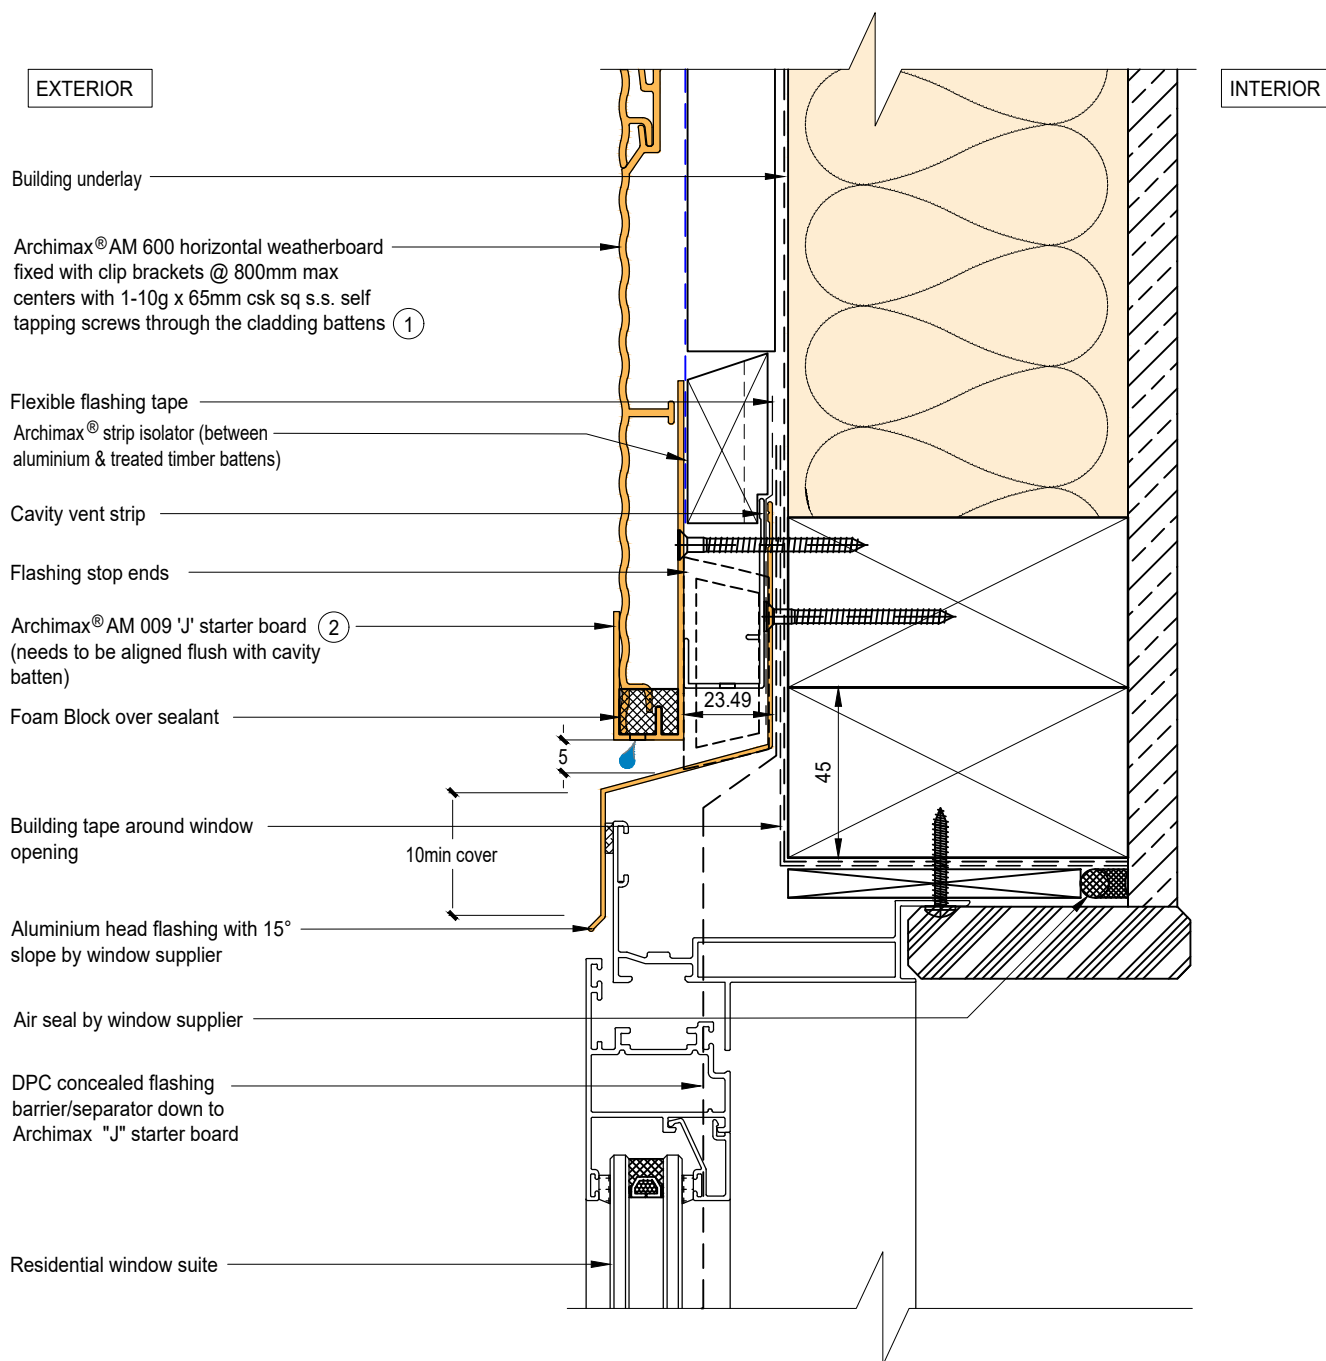 EXTERIOR
INTERIOR
Building underlay
Archimax® AM 600 horizontal weatherboard
fixed with clip brackets @ 800mm max
centers with 1-10g x 65mm csk sq s.s. self
tapping screws through the cladding battens 1
Flexible flashing tape
Archimax® strip isolator (between
aluminium & treated timber battens)
Cavity vent strip
Flashing stop ends
Archimax® AM 009 'J' starter board 2
(needs to be aligned flush with cavity
batten)
Foam Block over sealant
23.49
5
45
Building tape around window
opening
10min cover
Aluminium head flashing with 15°
slope by window supplier
Air seal by window supplier
DPC concealed flashing
barrier/separator down to
Archimax "J" starter board
Residential window suite